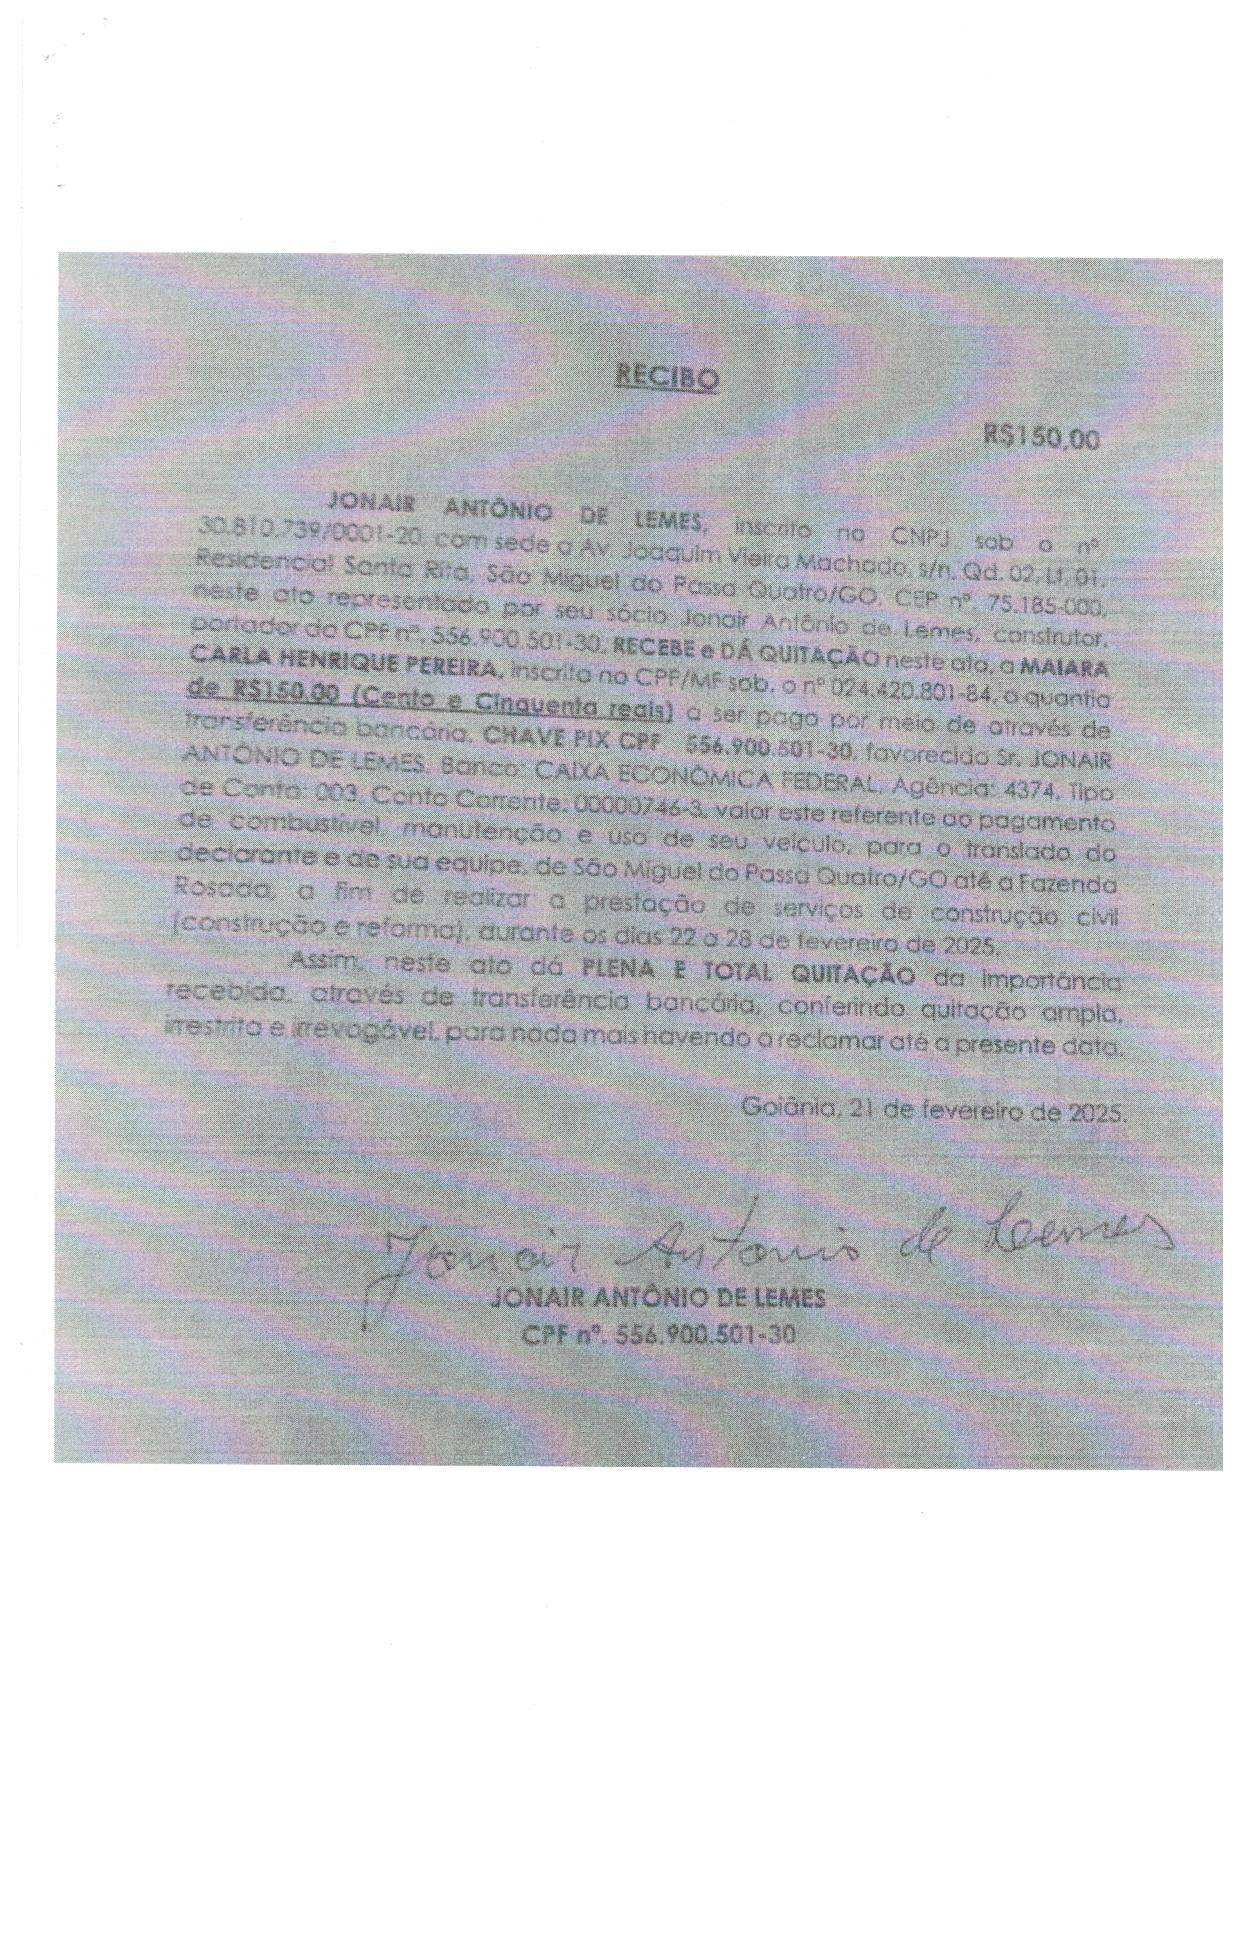 RECIBO
R$150,00
JONAIR ANTÔNIO DE LEMES, inscrito no CNPJ sob o nº
30.810.739/0001-20, com sede a Av. Joaquim Vieira Machado, s/n, Qd. 02, Lt. 01,
Residencial Santa Rita, São Miguel do Passa Quatro/GO, CEP nº. 75.185-000,
neste ato representado por seu sócio Jonair Antônio de Lemes, construtor,
portador do CPF nº. 556.900.501-30, RECEBE e DÁ QUITAÇÃO neste ato, a MAIARA
CARLA HENRIQUE PEREIRA, inscrita no CPF/MF sob. o nº 024.420.801-84, a quantia
de R$150,00 (Cento e Cinquenta reais) a ser pago por meio de através de
transferência bancária, CHAVE PIX CPF 556.900.501-30, favorecido Sr. JONAIR
ANTÔNIO DE LEMES, Banco: CAIXA ECONÔMICA FEDERAL, Agência: 4374, Tipo
de Conta: 003, Conta Corrente: 00000746-3, valor este referente ao pagamento
de combustível, manutenção e uso de seu veículo, para o translado do
declarante e de sua equipe, de São Miguel do Passa Quatro/GO até a Fazenda
Rosada, a fim de realizar a prestação de serviços de construção civil
(construção e reforma), durante os dias 22 a 28 de fevereiro de 2025.
Assim, neste ato dá PLENA E TOTAL QUITAÇÃO da importância
recebida, através de transferência bancária, conferindo quitação ampla,
irrestrita e irrevogável, para nada mais havendo a reclamar até a presente data.
Goiânia, 21 de fevereiro de 2025.
Jonair Antonio de Lemes
JONAIR ANTÔNIO DE LEMES
CPF nº. 556.900.501-30